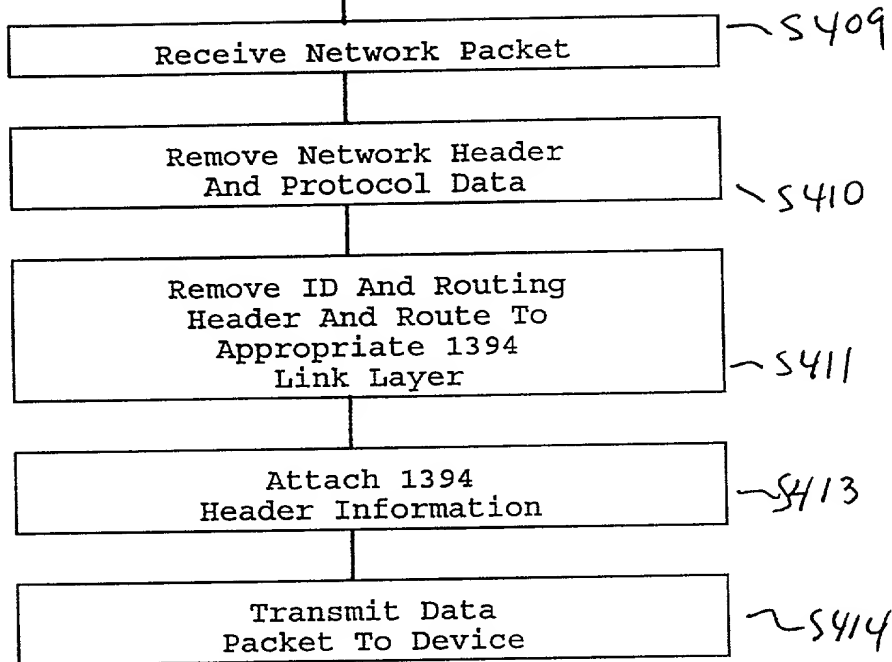 Receive Network Packet
S409
Remove Network Header
And Protocol Data
S410
Remove ID And Routing
Header And Route To
Appropriate 1394
Link Layer
S411
Attach 1394
Header Information
S413
Transmit Data
Packet To Device
S414